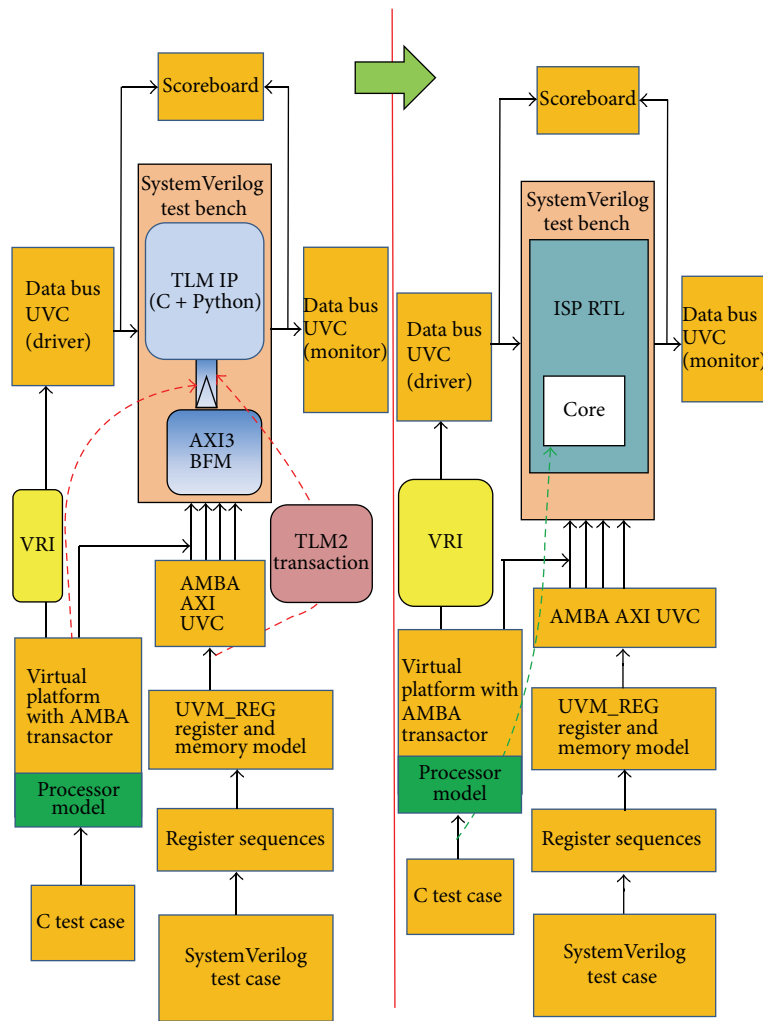 Scoreboard
SystemVerilog
test bench
TLM IP
(C + Python)
Data bus
UVC
(driver)
Data bus
UVC
(monitor)
AXI3
BFM
VRI
TLM2
transaction
AMBA
AXI
UVC
Virtual
platform
with AMBA
transactor
UVM_REG
register and
memory model
Processor
model
Register sequences
C test case
SystemVerilog
test case
Scoreboard
SystemVerilog
test bench
ISP RTL
Data bus
UVC
(driver)
Data bus
UVC
(monitor)
Core
VRI
AMBA AXI UVC
Virtual
platform with
AMBA
transactor
UVM_REG
register and
memory model
Processor
model
Register sequences
C test case
SystemVerilog
test case